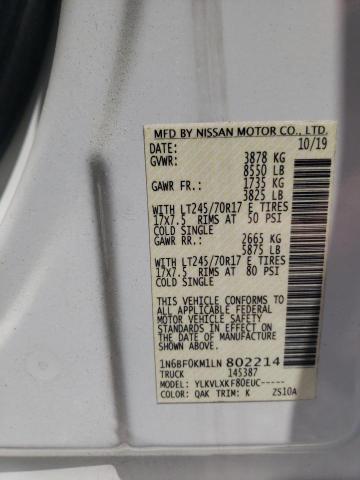 MFD BY NISSAN MOTOR CO., LTD.
DATE: 10/19
GVWR: 3878 KG
8550 LB
GAWR FR.: 1735 KG
3825 LB
WITH LT245/70R17 E TIRES
17X7.5 RIMS AT 50 PSI
COLD SINGLE
GAWR RR.: 2665 KG
5875 LB
WITH LT245/70R17 E TIRES
17X7.5 RIMS AT 80 PSI
COLD SINGLE
THIS VEHICLE CONFORMS TO
ALL APPLICABLE FEDERAL
MOTOR VEHICLE SAFETY
STANDARDS IN EFFECT ON
THE DATE OF MANUFACTURE
SHOWN ABOVE.
1N6BF0KM1LN 802214
TRUCK 145387
MODEL: YLKVLXKF80EUC-----
COLOR: QAK TRIM: K ZS10A